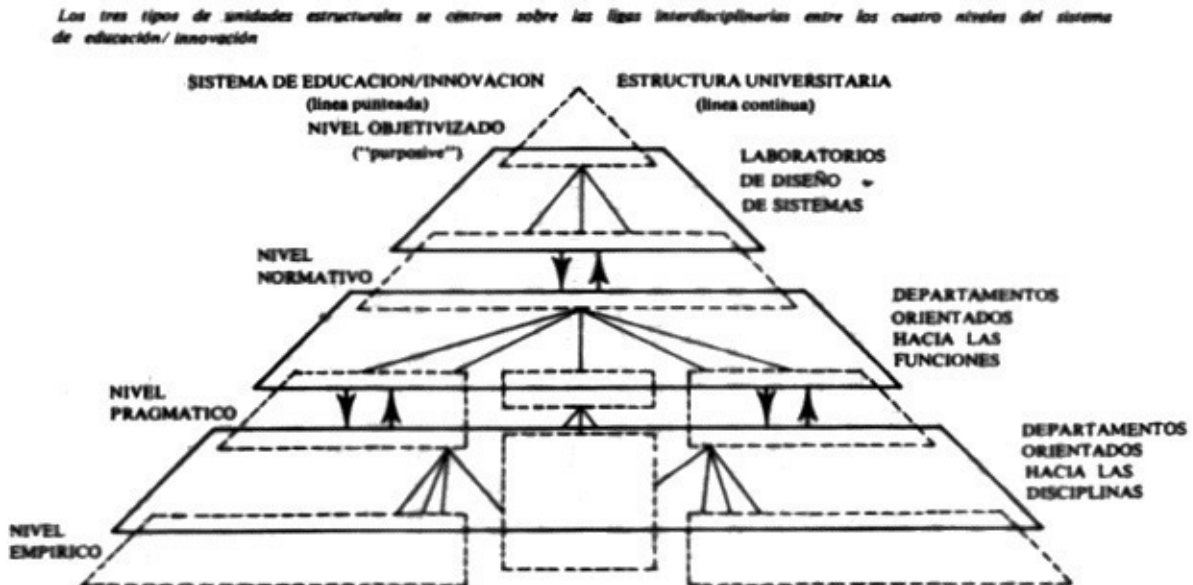 Los tres tipos de unidades estructurales se centran sobre las ligas interdisciplinarias entre los cuatro niveles del sistema
de educación/ innovación
SISTEMA DE EDUCACION/INNOVACION
(línea punteada)
ESTRUCTURA UNIVERSITARIA
(línea continua)
NIVEL OBJETIVIZADO
("purposive")
LABORATORIOS
DE DISEÑO
DE SISTEMAS
NIVEL
NORMATIVO
DEPARTAMENTOS
ORIENTADOS
HACIA LAS
FUNCIONES
NIVEL
PRAGMATICO
DEPARTAMENTOS
ORIENTADOS
HACIA LAS
DISCIPLINAS
NIVEL
EMPIRICO